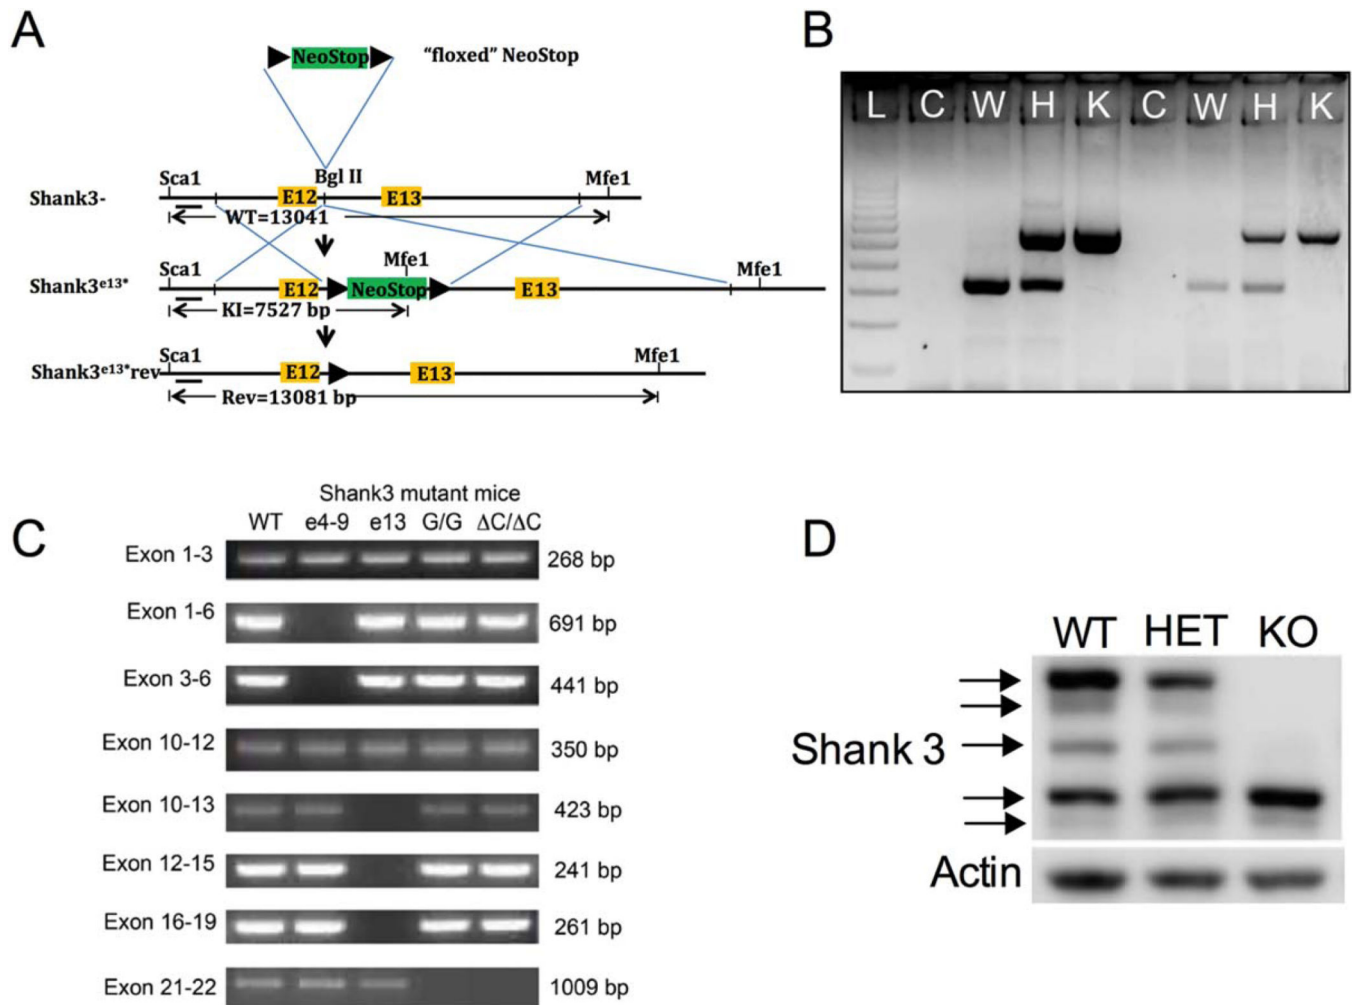 A
NeoStop
“floxed” NeoStop
Sca1
Bgl II
Mfe1
Shank3-
E12
E13
WT=13041
Sca1
Mfe1
Mfe1
Shank3e13*
E12
NeoStop
E13
KI=7527 bp
Sca1
Mfe1
Shank3e13*rev
E12
E13
Rev=13081 bp
B
L C W H K C W H K
C
Shank3 mutant mice
WT e4-9 e13 G/G ΔC/ΔC
Exon 1-3 268 bp
Exon 1-6 691 bp
Exon 3-6 441 bp
Exon 10-12 350 bp
Exon 10-13 423 bp
Exon 12-15 241 bp
Exon 16-19 261 bp
Exon 21-22 1009 bp
D
WT HET KO
Shank 3
Actin